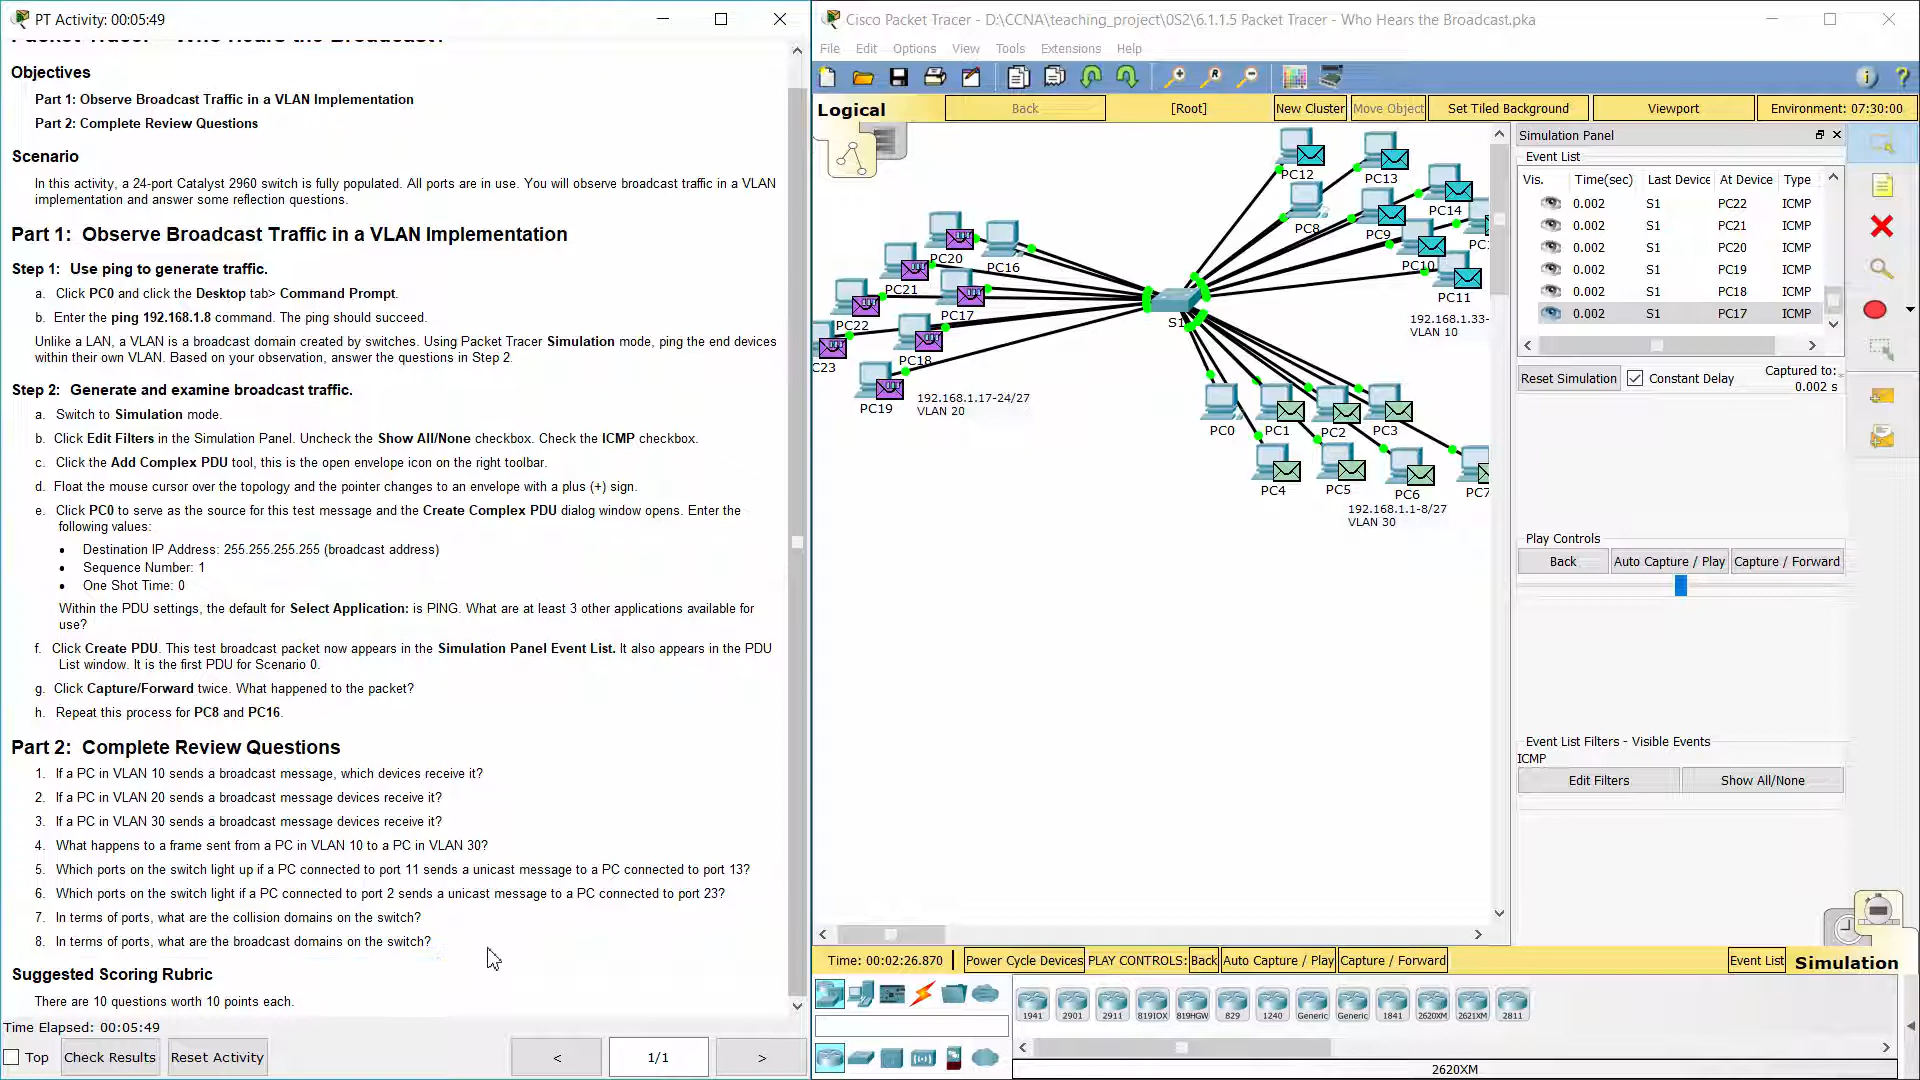 PT Activity: 00:05:49
Packet Tracer - Who Hears the Broadcast?
Objectives
Part 1: Observe Broadcast Traffic in a VLAN Implementation
Part 2: Complete Review Questions
Scenario
In this activity, a 24-port Catalyst 2960 switch is fully populated. All ports are in use. You will observe broadcast traffic in a VLAN
implementation and answer some reflection questions.
Part 1: Observe Broadcast Traffic in a VLAN Implementation
Step 1: Use ping to generate traffic.
a. Click PC0 and click the Desktop tab> Command Prompt.
b. Enter the ping 192.168.1.8 command. The ping should succeed.
Unlike a LAN, a VLAN is a broadcast domain created by switches. Using Packet Tracer Simulation mode, ping the end devices
within their own VLAN. Based on your observation, answer the questions in Step 2.
Step 2: Generate and examine broadcast traffic.
a. Switch to Simulation mode.
b. Click Edit Filters in the Simulation Panel. Uncheck the Show All/None checkbox. Check the ICMP checkbox.
c. Click the Add Complex PDU tool, this is the open envelope icon on the right toolbar.
d. Float the mouse cursor over the topology and the pointer changes to an envelope with a plus (+) sign.
e. Click PC0 to serve as the source for this test message and the Create Complex PDU dialog window opens. Enter the
following values:
• Destination IP Address: 255.255.255.255 (broadcast address)
• Sequence Number: 1
• One Shot Time: 0
Within the PDU settings, the default for Select Application: is PING. What are at least 3 other applications available for
use?
f. Click Create PDU. This test broadcast packet now appears in the Simulation Panel Event List. It also appears in the PDU
List window. It is the first PDU for Scenario 0.
g. Click Capture/Forward twice. What happened to the packet?
h. Repeat this process for PC8 and PC16.
Part 2: Complete Review Questions
1. If a PC in VLAN 10 sends a broadcast message, which devices receive it?
2. If a PC in VLAN 20 sends a broadcast message devices receive it?
3. If a PC in VLAN 30 sends a broadcast message devices receive it?
4. What happens to a frame sent from a PC in VLAN 10 to a PC in VLAN 30?
5. Which ports on the switch light up if a PC connected to port 11 sends a unicast message to a PC connected to port 13?
6. Which ports on the switch light if a PC connected to port 2 sends a unicast message to a PC connected to port 23?
7. In terms of ports, what are the collision domains on the switch?
8. In terms of ports, what are the broadcast domains on the switch?
Suggested Scoring Rubric
There are 10 questions worth 10 points each.
Time Elapsed: 00:05:49
Top Check Results Reset Activity < 1/1 >
Cisco Packet Tracer - D:\CCNA\teaching_project\0S2\6.1.1.5 Packet Tracer - Who Hears the Broadcast.pka
File Edit Options View Tools Extensions Help
Logical Back [Root] New Cluster Move Object Set Tiled Background Viewport Environment: 07:30:00
PC12
PC13
PC14
PC8
PC9
PC10
PC11
192.168.1.33-
VLAN 10
PC20
PC16
PC21
PC17
PC22
PC18
C23
PC19
192.168.1.17-24/27
VLAN 20
S1
PC0
PC1
PC2
PC3
PC4
PC5
PC6
PC7
192.168.1.1-8/27
VLAN 30
Simulation Panel
Event List
Vis. Time(sec) Last Device At Device Type
0.002 S1 PC22 ICMP
0.002 S1 PC21 ICMP
0.002 S1 PC20 ICMP
0.002 S1 PC19 ICMP
0.002 S1 PC18 ICMP
0.002 S1 PC17 ICMP
Reset Simulation Constant Delay Captured to:
0.002 s
Play Controls
Back Auto Capture / Play Capture / Forward
Event List Filters - Visible Events
ICMP
Edit Filters Show All/None
Time: 00:02:26.870 Power Cycle Devices PLAY CONTROLS: Back Auto Capture / Play Capture / Forward Event List Simulation
1941 2901 2911 819IOX 819HGW 829 1240 Generic Generic 1841 2620XM 2621XM 2811
2620XM